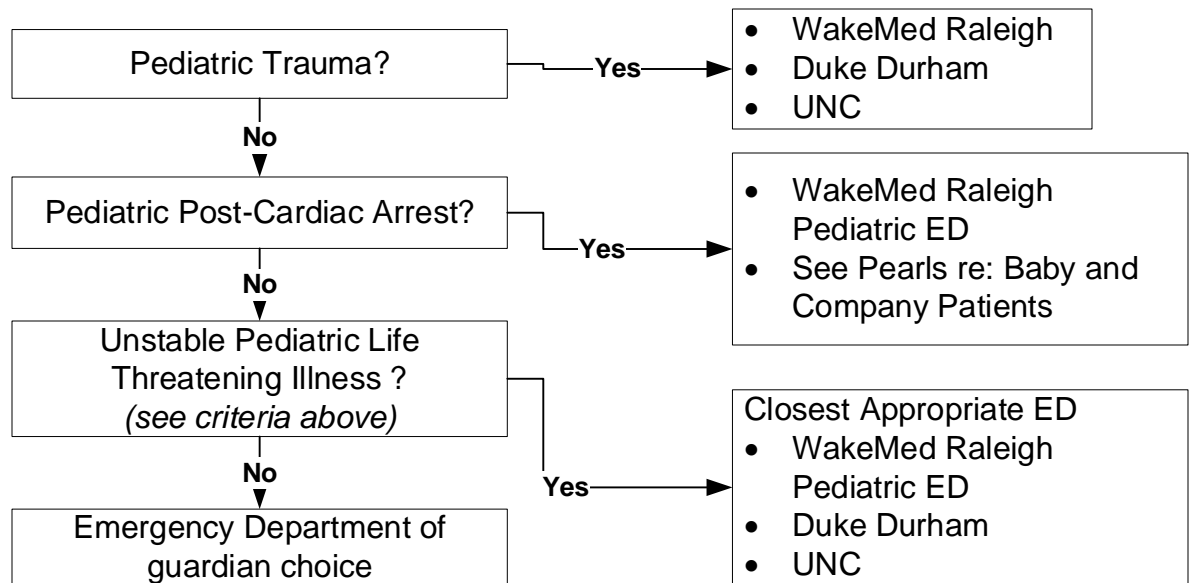 Pediatric Trauma?
Yes
• WakeMed Raleigh
• Duke Durham
• UNC
No
Pediatric Post-Cardiac Arrest?
Yes
• WakeMed Raleigh
Pediatric ED
• See Pearls re: Baby and
Company Patients
No
Unstable Pediatric Life
Threatening Illness ?
(see criteria above)
Yes
Closest Appropriate ED
• WakeMed Raleigh
Pediatric ED
• Duke Durham
• UNC
No
Emergency Department of
guardian choice